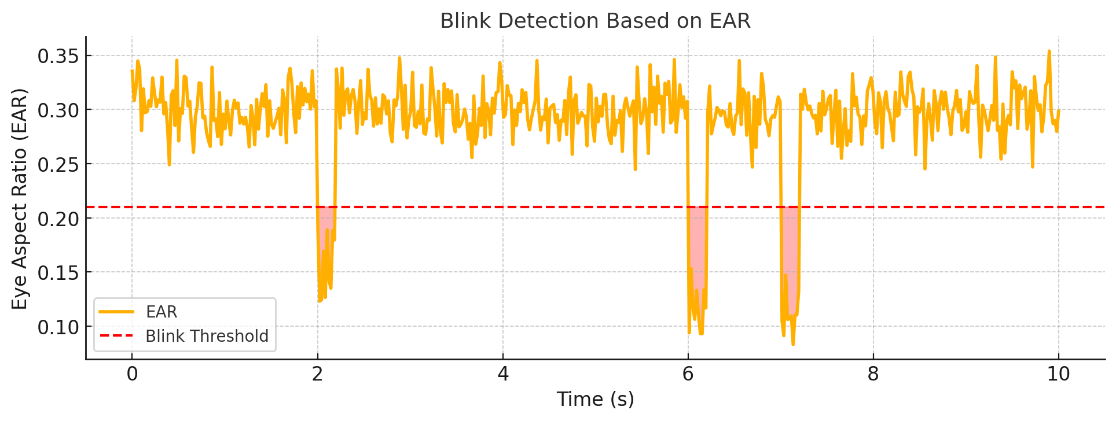 Blink Detection Based on EAR
Eye Aspect Ratio (EAR)
0.35
0.30
0.25
0.20
0.15
0.10
EAR
Blink Threshold
0 2 4 6 8 10
Time (s)